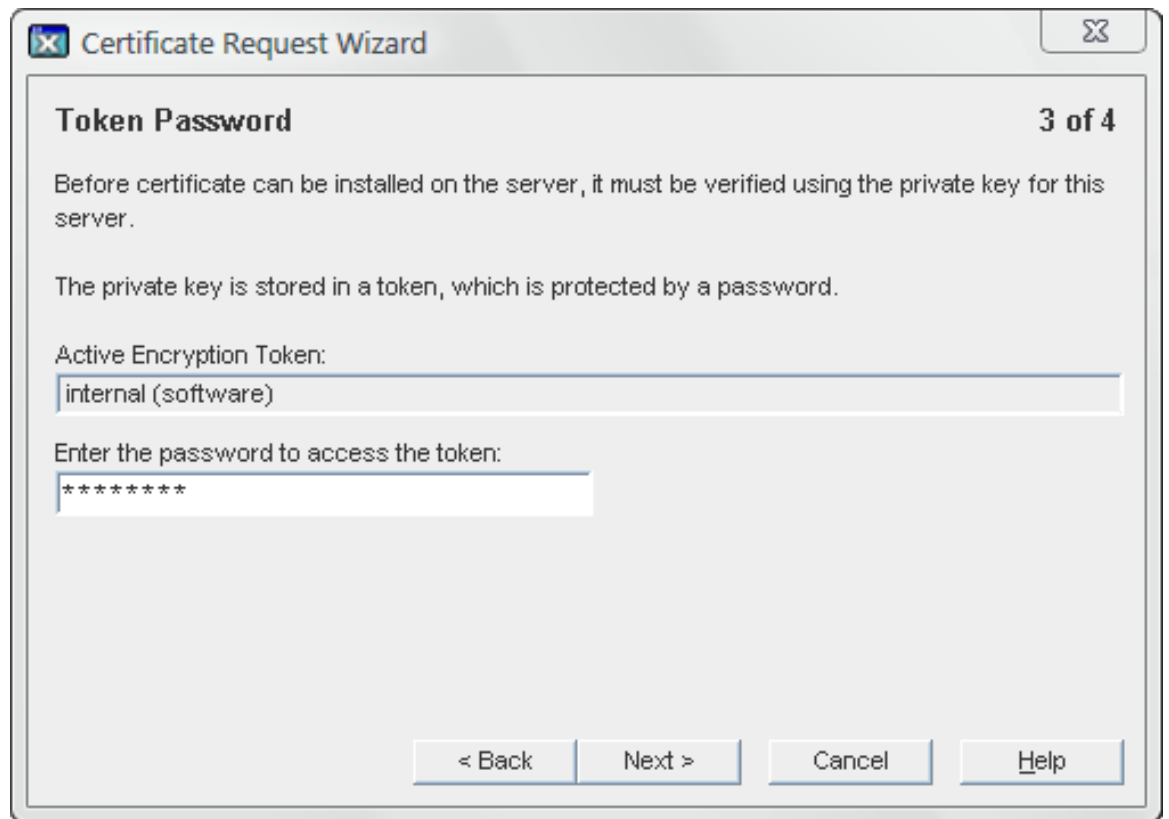 Certificate Request Wizard
Token Password
3 of 4
Before certificate can be installed on the server, it must be verified using the private key for this
server.
The private key is stored in a token, which is protected by a password.
Active Encryption Token:
internal (software)
Enter the password to access the token:
********
< Back
Next >
Cancel
Help